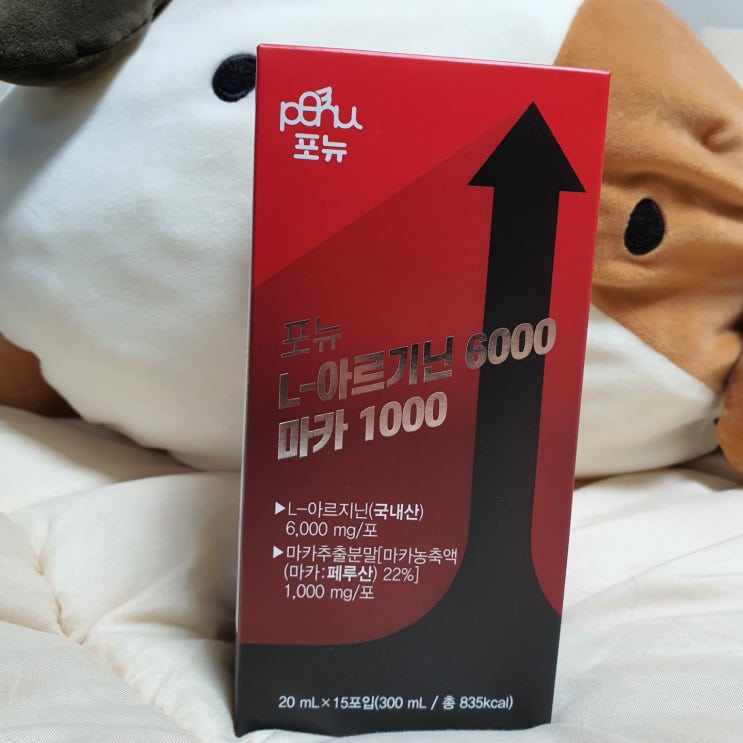 포뉴
포뉴
L-아르기닌 6000
마카 1000
▶L-아르지닌(국내산)
6,000 mg/포
▶마카추출분말[마카농축액
(마카:페루산) 22%]
1,000 mg/포
20 mL×15포입(300 mL / 총 835kcal)